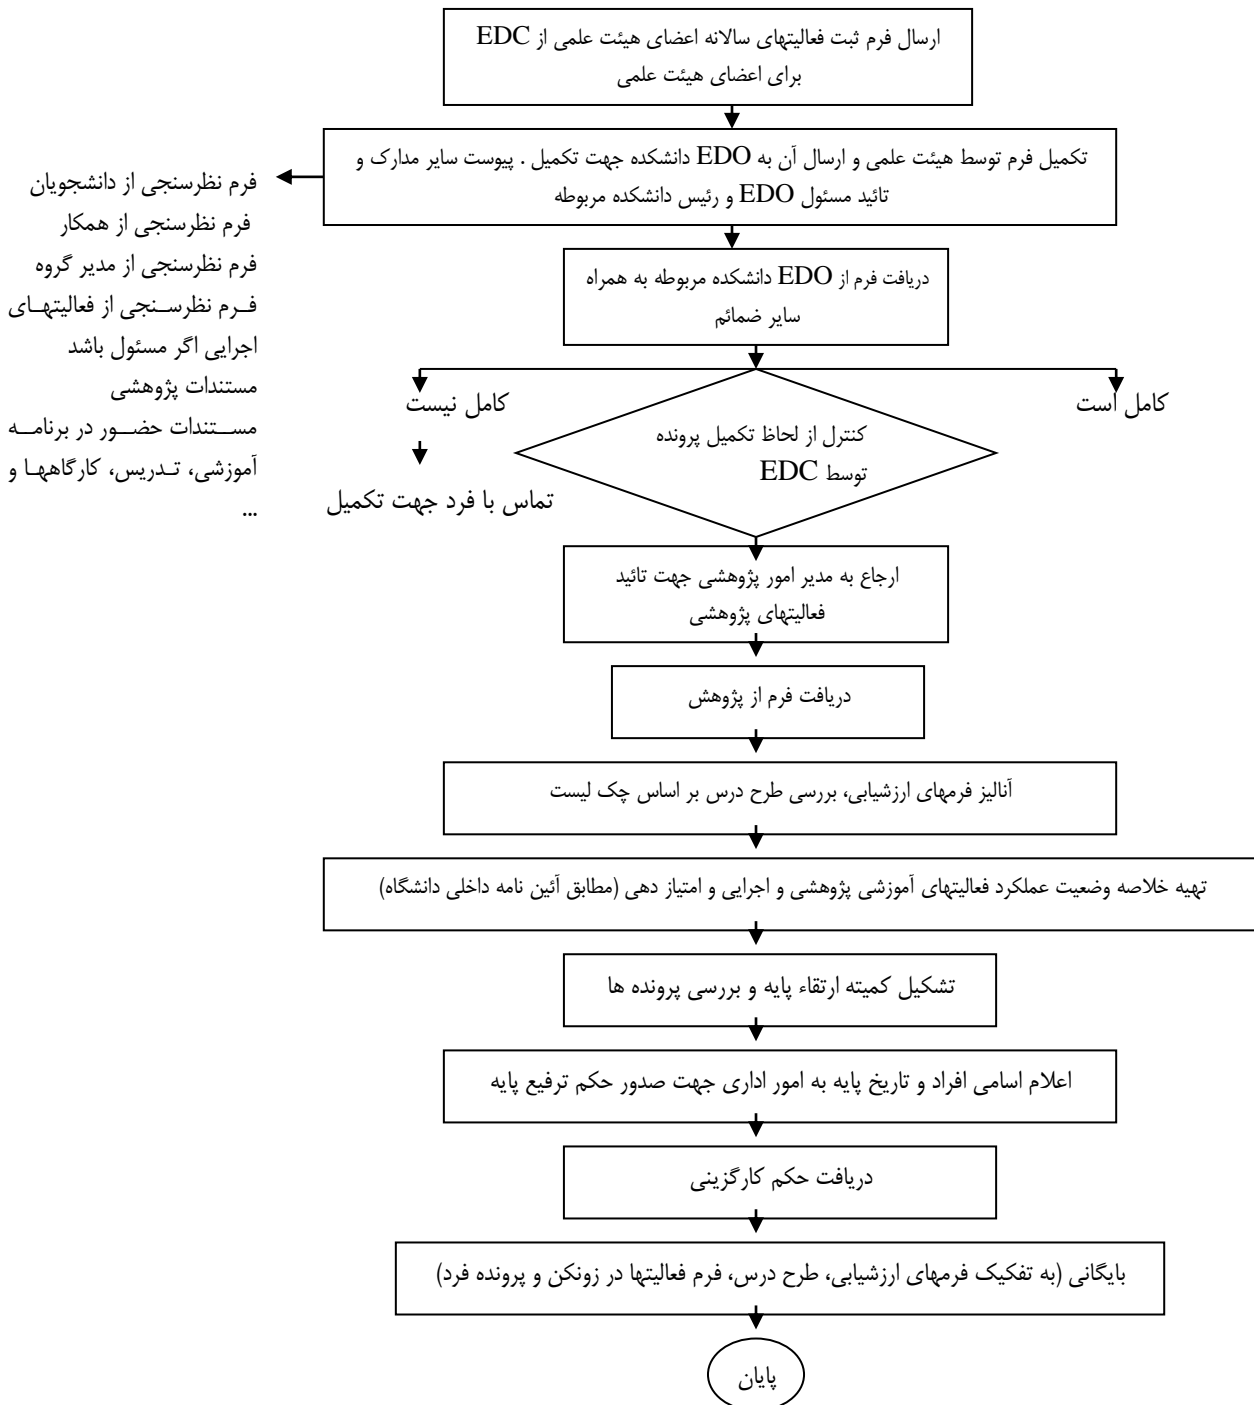 ارسال فرم ثبت فعالیتهای سالانه اعضای هیئت علمی از EDC
برای اعضای هیئت علمی
تکمیل فرم توسط هیئت علمی و ارسال آن به EDO دانشکده جهت تکمیل . پیوست سایر مدارک و
تائید مسئول EDO و رئیس دانشکده مربوطه
فرم نظرسنجی از دانشجویان
فرم نظرسنجی از همکار
فرم نظرسنجی از مدیر گروه
فـرم نظرسـنجی از فعالیتهـای
اجرایی اگر مسئول باشد
مستندات پژوهشی
مسـتندات حضـور در برنامـه
آموزشی، تـدریس، کارگاههـا و
...
دریافت فرم از EDO دانشکده مربوطه به همراه
سایر ضمائم
کامل است
کامل نیست
کنترل از لحاظ تکمیل پرونده
توسط EDC
تماس با فرد جهت تکمیل
ارجاع به مدیر امور پژوهشی جهت تائید
فعالیتهای پژوهشی
دریافت فرم از پژوهش
آنالیز فرمهای ارزشیابی، بررسی طرح درس بر اساس چک لیست
تهیه خلاصه وضعیت عملکرد فعالیتهای آموزشی پژوهشی و اجرایی و امتیاز دهی (مطابق آئین نامه داخلی دانشگاه)
تشکیل کمیته ارتقاء پایه و بررسی پرونده ها
اعلام اسامی افراد و تاریخ پایه به امور اداری جهت صدور حکم ترفیع پایه
دریافت حکم کارگزینی
بایگانی (به تفکیک فرمهای ارزشیابی، طرح درس، فرم فعالیتها در زونکن و پرونده فرد)
پایان